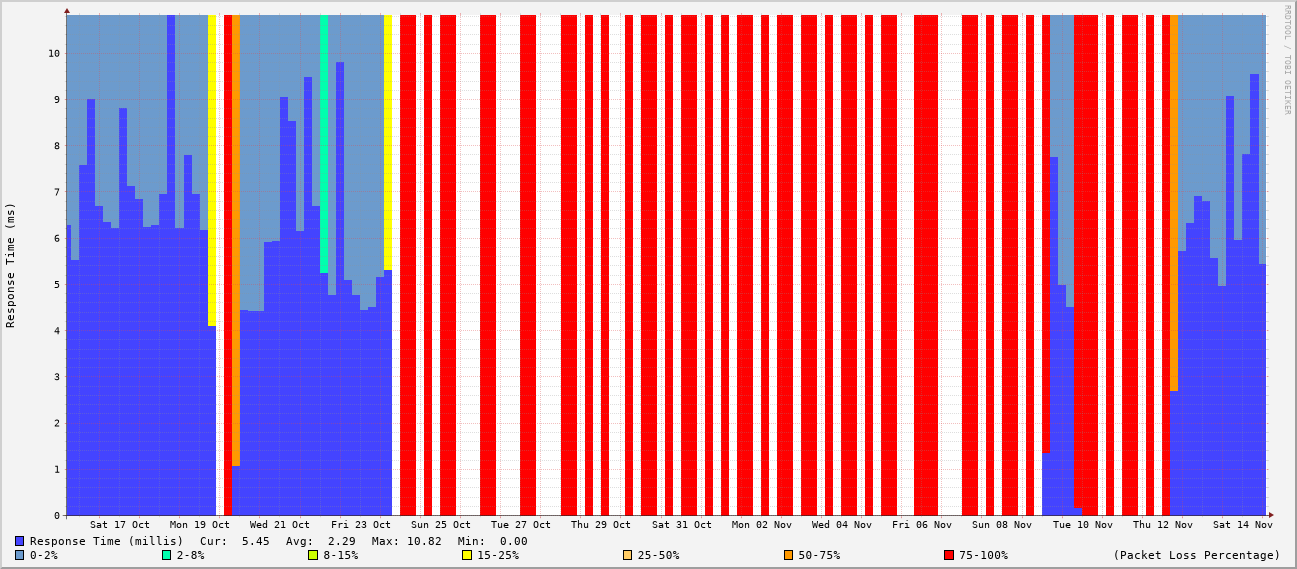 RRDTOOL / TOBI OETIKER
Response Time (ms)
10
9
8
7
6
5
4
3
2
1
0
Sat 17 Oct Mon 19 Oct Wed 21 Oct Fri 23 Oct Sun 25 Oct Tue 27 Oct Thu 29 Oct Sat 31 Oct Mon 02 Nov Wed 04 Nov Fri 06 Nov Sun 08 Nov Tue 10 Nov Thu 12 Nov Sat 14 Nov
Response Time (millis) Cur: 5.45 Avg: 2.29 Max: 10.82 Min: 0.00
0-2% 2-8% 8-15% 15-25% 25-50% 50-75% 75-100% (Packet Loss Percentage)